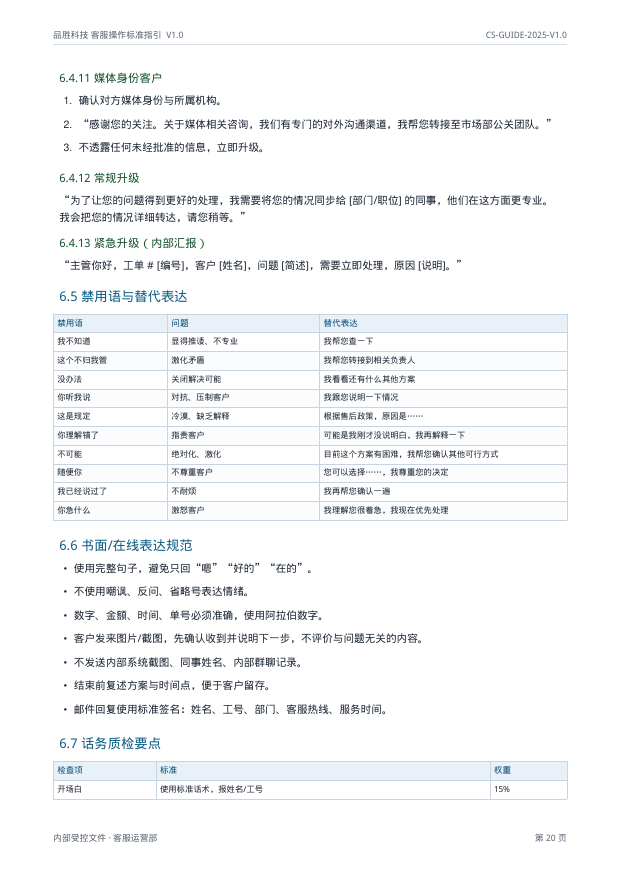 品胜科技 客服操作标准指引 V1.0
CS-GUIDE-2025-V1.0
6.4.11 媒体身份客户
1. 确认对方媒体身份与所属机构。
2. “感谢您的关注。关于媒体相关咨询，我们有专门的对外沟通渠道，我帮您转接至市场部公关团队。”
3. 不透露任何未经批准的信息，立即升级。
6.4.12 常规升级
“为了让您的问题得到更好的处理，我需要将您的情况同步给 [部门/职位] 的同事，他们在这方面更专业。
我会把您的情况详细转达，请您稍等。”
6.4.13 紧急升级（内部汇报）
“主管你好，工单 # [编号]，客户 [姓名]，问题 [简述]，需要立即处理，原因 [说明]。”
6.5 禁用语与替代表达
禁用语 问题 替代表达
我不知道 显得推诿、不专业 我帮您查一下
这个不归我管 激化矛盾 我帮您转接到相关负责人
没办法 关闭解决可能 我看看还有什么其他方案
你听我说 对抗、压制客户 我跟您说明一下情况
这是规定 冷漠、缺乏解释 根据售后政策，原因是……
你理解错了 指责客户 可能是我刚才没说明白，我再解释一下
不可能 绝对化、激化 目前这个方案有困难，我帮您确认其他可行方式
随便你 不尊重客户 您可以选择……，我尊重您的决定
我已经说过了 不耐烦 我再帮您确认一遍
你急什么 激怒客户 我理解您很着急，我现在优先处理
6.6 书面/在线表达规范
• 使用完整句子，避免只回“嗯”“好的”“在的”。
• 不使用嘲讽、反问、省略号表达情绪。
• 数字、金额、时间、单号必须准确，使用阿拉伯数字。
• 客户发来图片/截图，先确认收到并说明下一步，不评价与问题无关的内容。
• 不发送内部系统截图、同事姓名、内部群聊记录。
• 结束前复述方案与时间点，便于客户留存。
• 邮件回复使用标准签名：姓名、工号、部门、客服热线、服务时间。
6.7 话务质检要点
检查项 标准 权重
开场白 使用标准话术，报姓名/工号 15%
内部受控文件 · 客服运营部
第 20 页